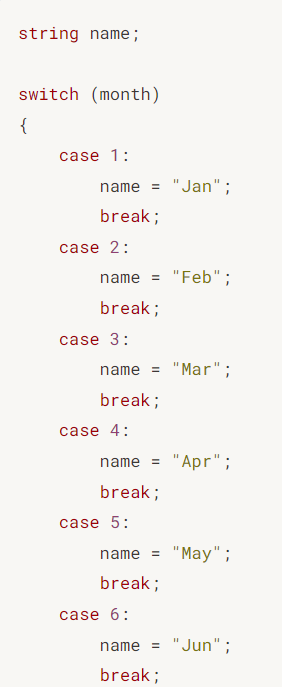 string name;

switch (month)
{
    case 1:
        name = "Jan";
        break;
    case 2:
        name = "Feb";
        break;
    case 3:
        name = "Mar";
        break;
    case 4:
        name = "Apr";
        break;
    case 5:
        name = "May";
        break;
    case 6:
        name = "Jun";
        break;